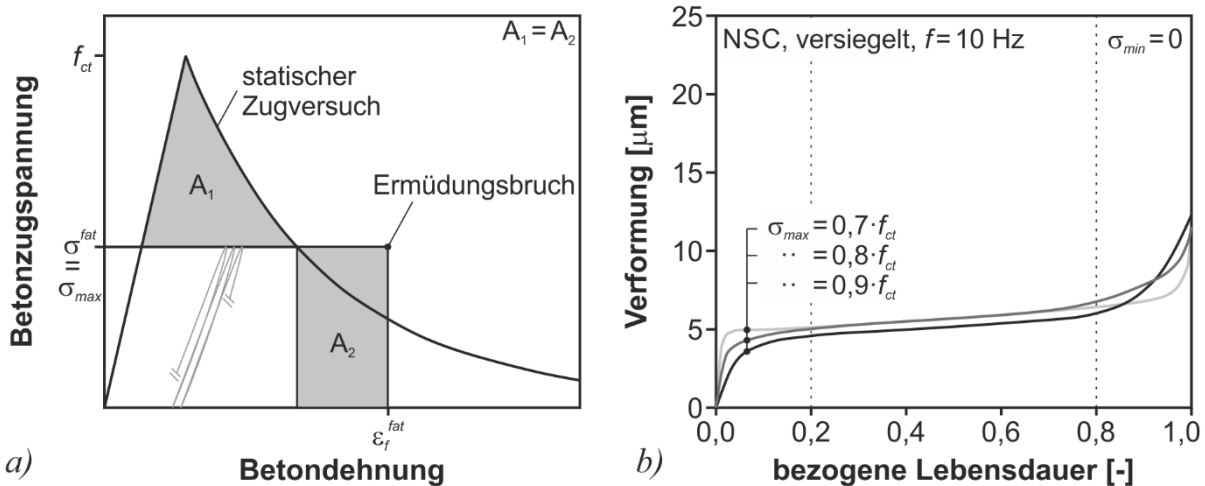 A₁ = A₂
f_ct
statischer
Zugversuch
A₁
Ermüdungsbruch
σ^fat
=
σ_max
A₂
ε_f^fat
Betonzugspannung
Betondehnung
a)
25
20
15
10
5
0
NSC, versiegelt, f = 10 Hz
σ_min = 0
σ_max = 0,7·f_ct
·· = 0,8·f_ct
·· = 0,9·f_ct
0,0 0,2 0,4 0,6 0,8 1,0
Verformung [μm]
bezogene Lebensdauer [-]
b)